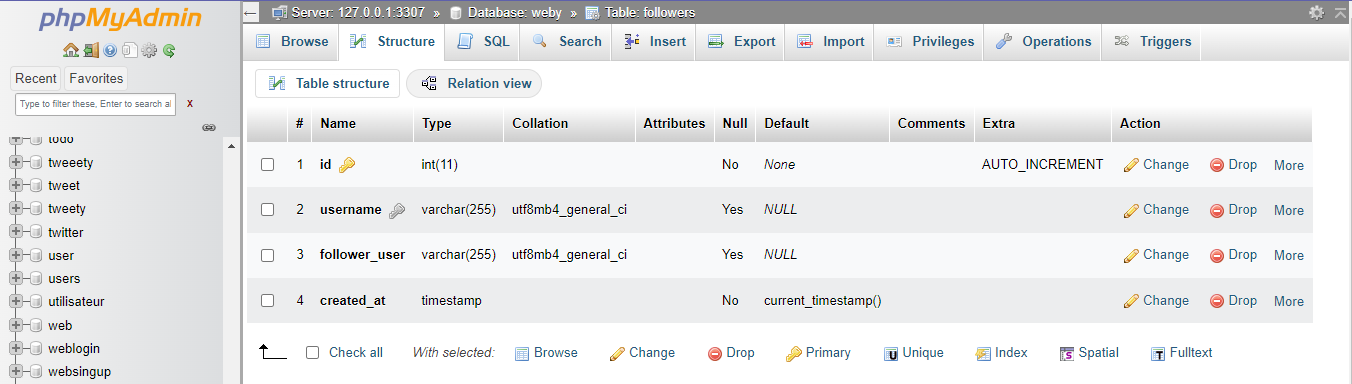 phpMyAdmin
Recent Favorites
Type to filter these, Enter to search al X
todo
tweeety
tweet
tweety
twitter
user
users
utilisateur
web
weblogin
websingup
← Server: 127.0.0.1:3307 » Database: weby » Table: followers
Browse Structure SQL Search Insert Export Import Privileges Operations Triggers
Table structure Relation view
# Name Type Collation Attributes Null Default Comments Extra Action
1 id int(11) No None AUTO_INCREMENT Change Drop More
2 username varchar(255) utf8mb4_general_ci Yes NULL Change Drop More
3 follower_user varchar(255) utf8mb4_general_ci Yes NULL Change Drop More
4 created_at timestamp No current_timestamp() Change Drop More
Check all With selected: Browse Change Drop Primary Unique Index Spatial Fulltext